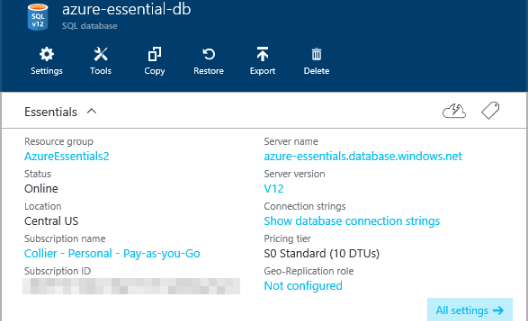 azure-essential-db
SQL database
SQL
v12
Settings
Tools
Copy
Restore
Export
Delete
Essentials
Resource group
AzureEssentials2
Status
Online
Location
Central US
Subscription name
Collier - Personal - Pay-as-you-Go
Subscription ID
Server name
azure-essentials.database.windows.net
Server version
V12
Connection strings
Show database connection strings
Pricing tier
S0 Standard (10 DTUs)
Geo-Replication role
Not configured
All settings